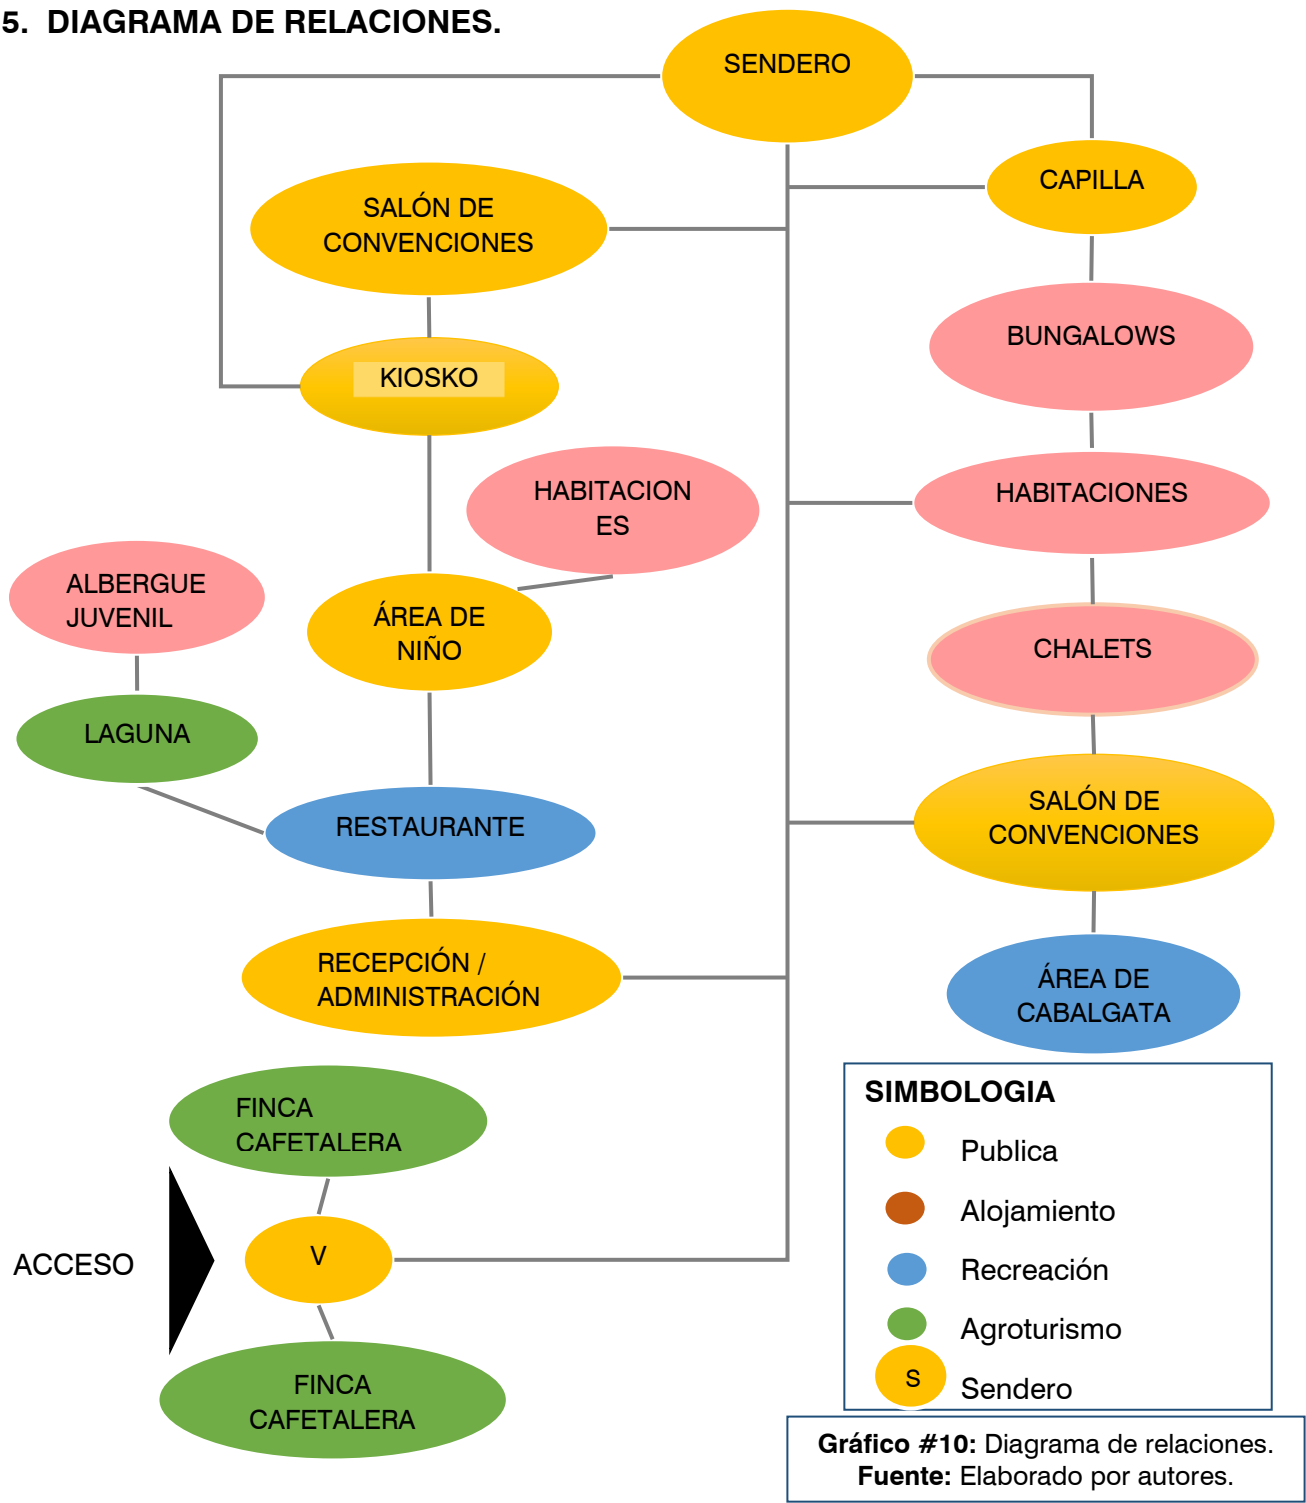 5. DIAGRAMA DE RELACIONES.
SENDERO
CAPILLA
SALÓN DE
CONVENCIONES
BUNGALOWS
KIOSKO
HABITACION
ES
HABITACIONES
ALBERGUE
JUVENIL
ÁREA DE
NIÑO
CHALETS
LAGUNA
RESTAURANTE
SALÓN DE
CONVENCIONES
RECEPCIÓN /
ADMINISTRACIÓN
ÁREA DE
CABALGATA
FINCA
CAFETALERA
ACCESO
V
FINCA
CAFETALERA
SIMBOLOGIA
Publica
Alojamiento
Recreación
Agroturismo
S Sendero
Gráfico #10: Diagrama de relaciones.
Fuente: Elaborado por autores.